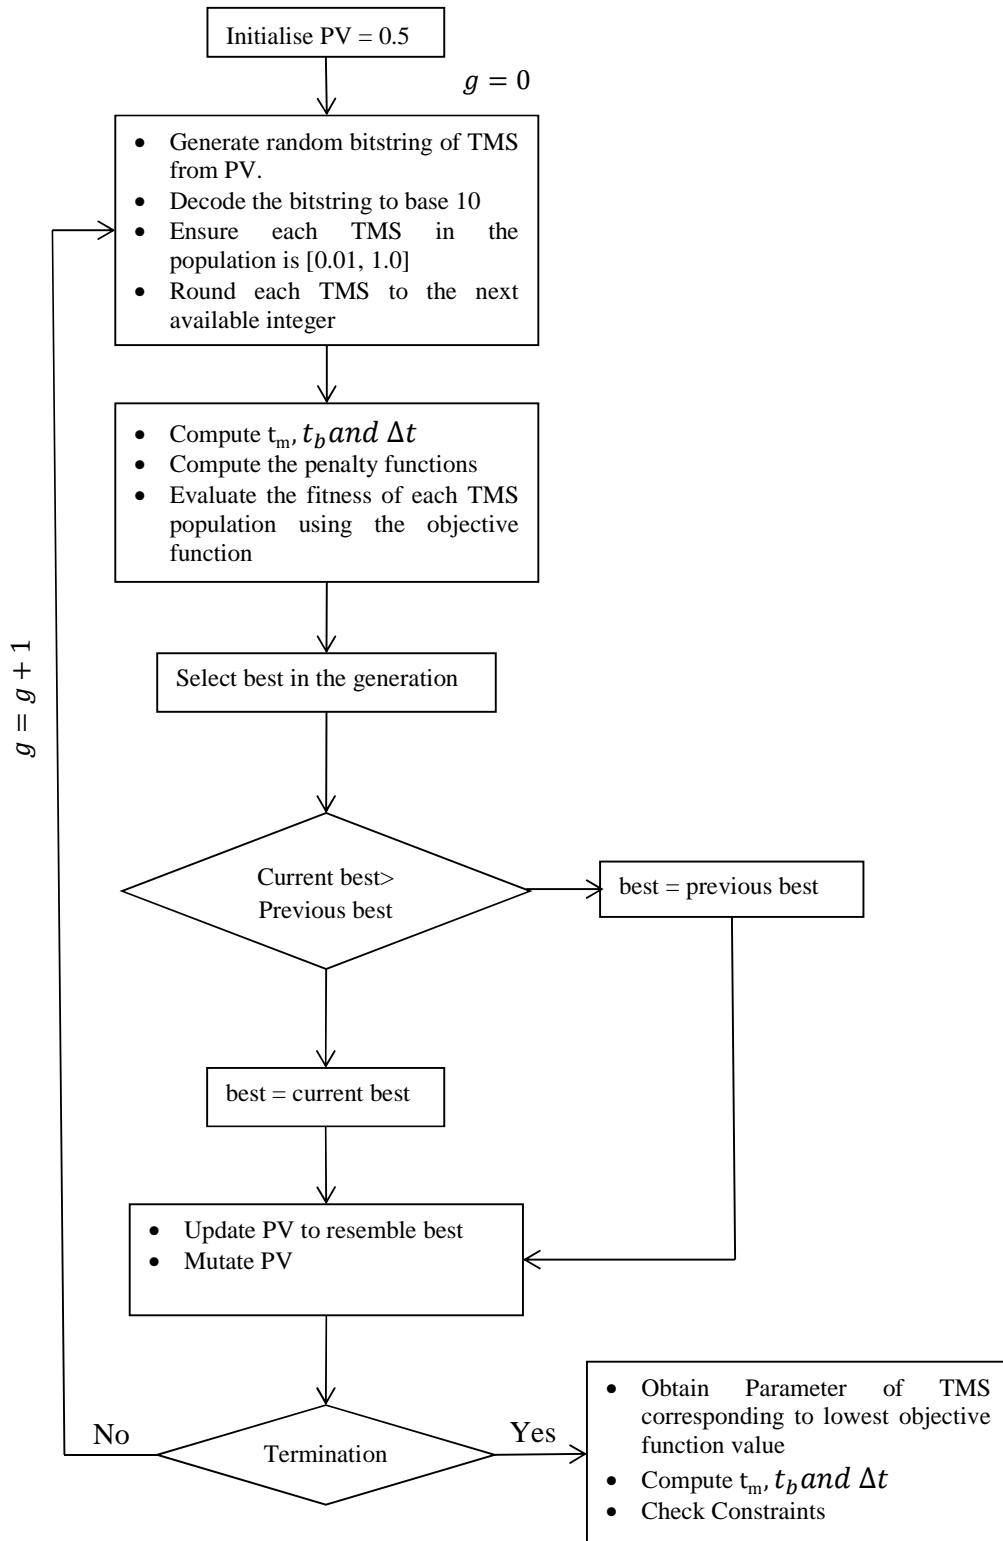 Initialise PV = 0.5
g = 0
• Generate random bitstring of TMS
from PV.
• Decode the bitstring to base 10
• Ensure each TMS in the
population is [0.01, 1.0]
• Round each TMS to the next
available integer
• Compute tm, tb and Δt
• Compute the penalty functions
• Evaluate the fitness of each TMS
population using the objective
function
g = g + 1
Select best in the generation
Current best>
Previous best
best = previous best
best = current best
• Update PV to resemble best
• Mutate PV
No
Termination
Yes
• Obtain Parameter of TMS
corresponding to lowest objective
function value
• Compute tm, tb and Δt
• Check Constraints